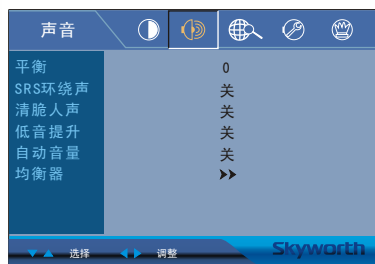 声音
平衡 0
SRS环绕声 关
清脆人声 关
低音提升 关
自动音量 关
均衡器 ▶▶
▼▲ 选择 ◀▶ 调整 Skyworth